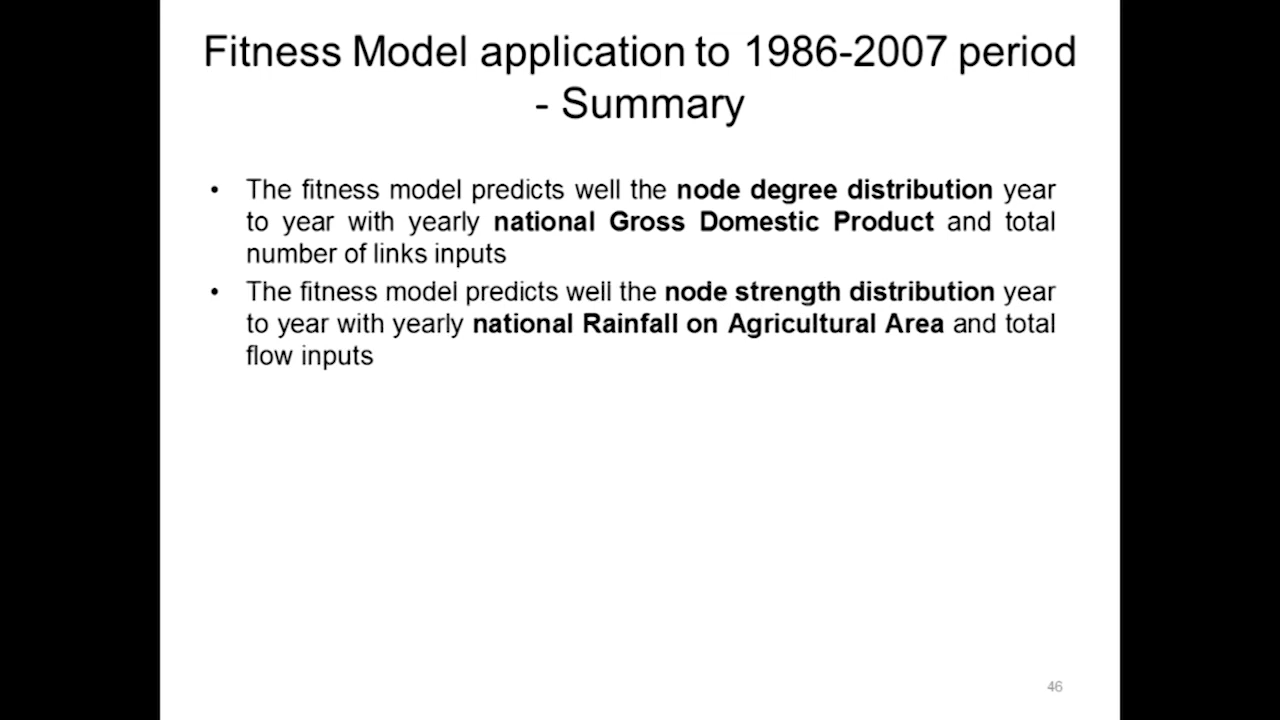 Fitness Model application to 1986-2007 period
- Summary
• The fitness model predicts well the node degree distribution year
to year with yearly national Gross Domestic Product and total
number of links inputs
• The fitness model predicts well the node strength distribution year
to year with yearly national Rainfall on Agricultural Area and total
flow inputs
46